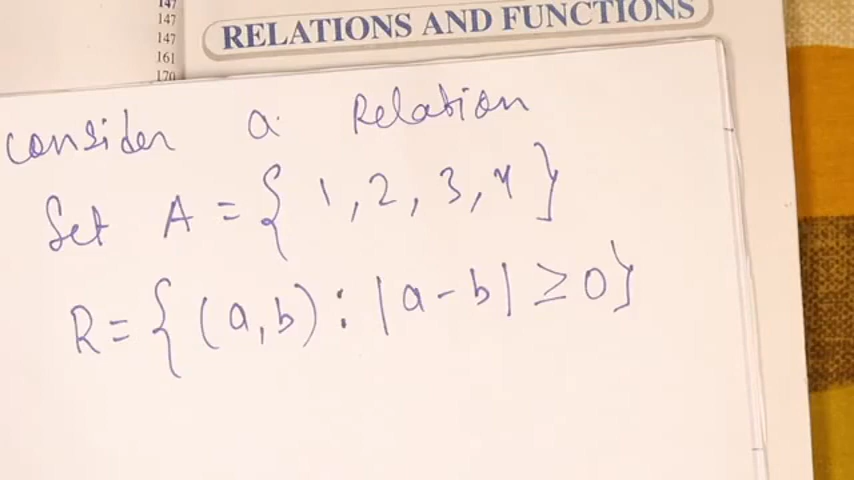 147
147
147
161
170
RELATIONS AND FUNCTIONS
consider a Relation
Set A = { 1, 2, 3, 4 }
R = { (a, b) : |a - b| ≥ 0 }